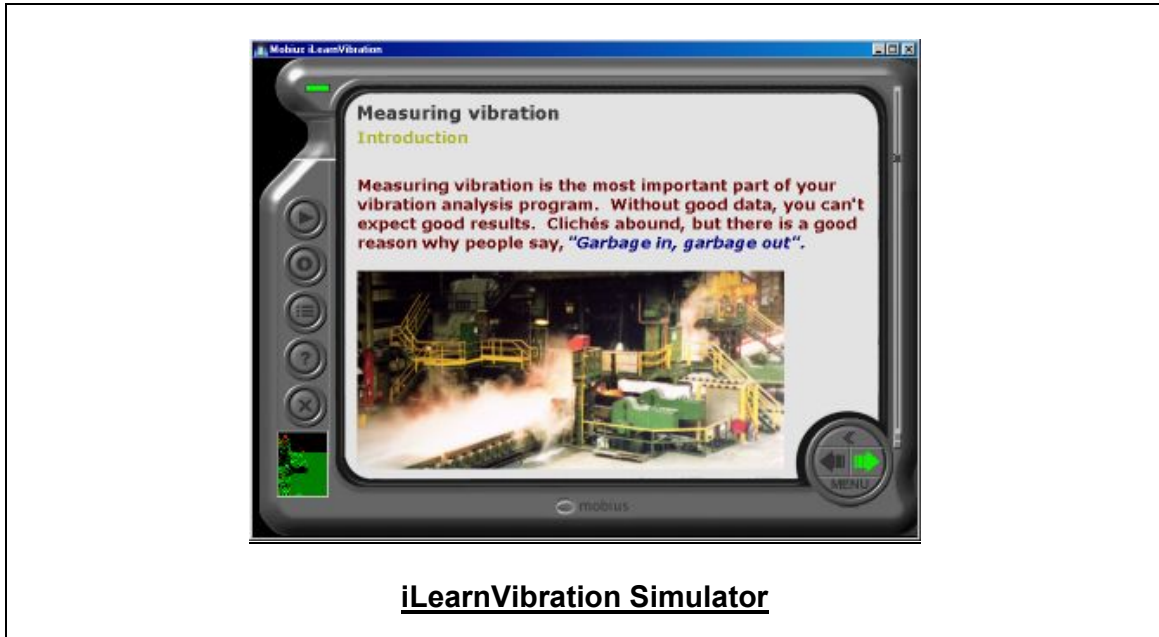 Mobius iLearnVibration
Measuring vibration
Introduction
Measuring vibration is the most important part of your
vibration analysis program.  Without good data, you can't
expect good results.  Clichés abound, but there is a good
reason why people say, "Garbage in, garbage out".
MENU
mobius
iLearnVibration Simulator